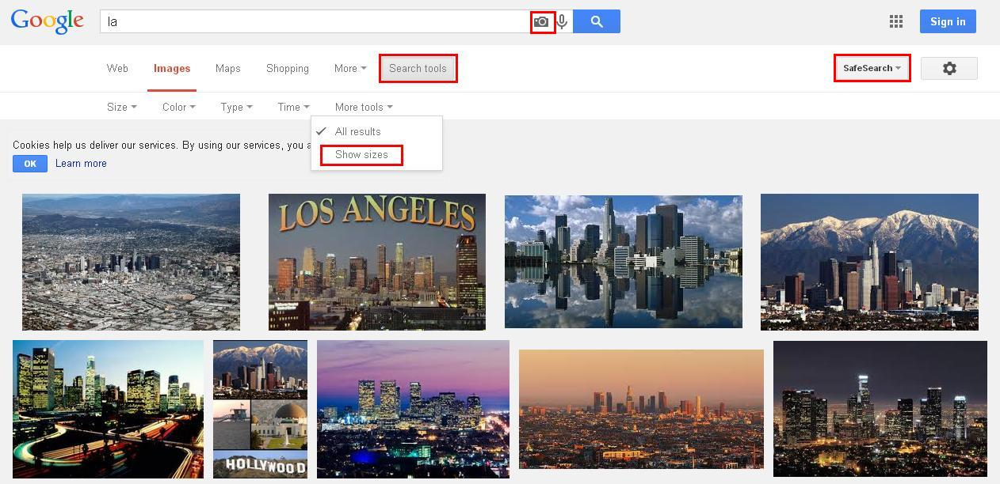 Google
la
Sign in
Web Images Maps Shopping More Search tools
SafeSearch
Size Color Type Time More tools
All results
Show sizes
Cookies help us deliver our services. By using our services, you a
OK Learn more
LOS ANGELES
HOLLYWOOD